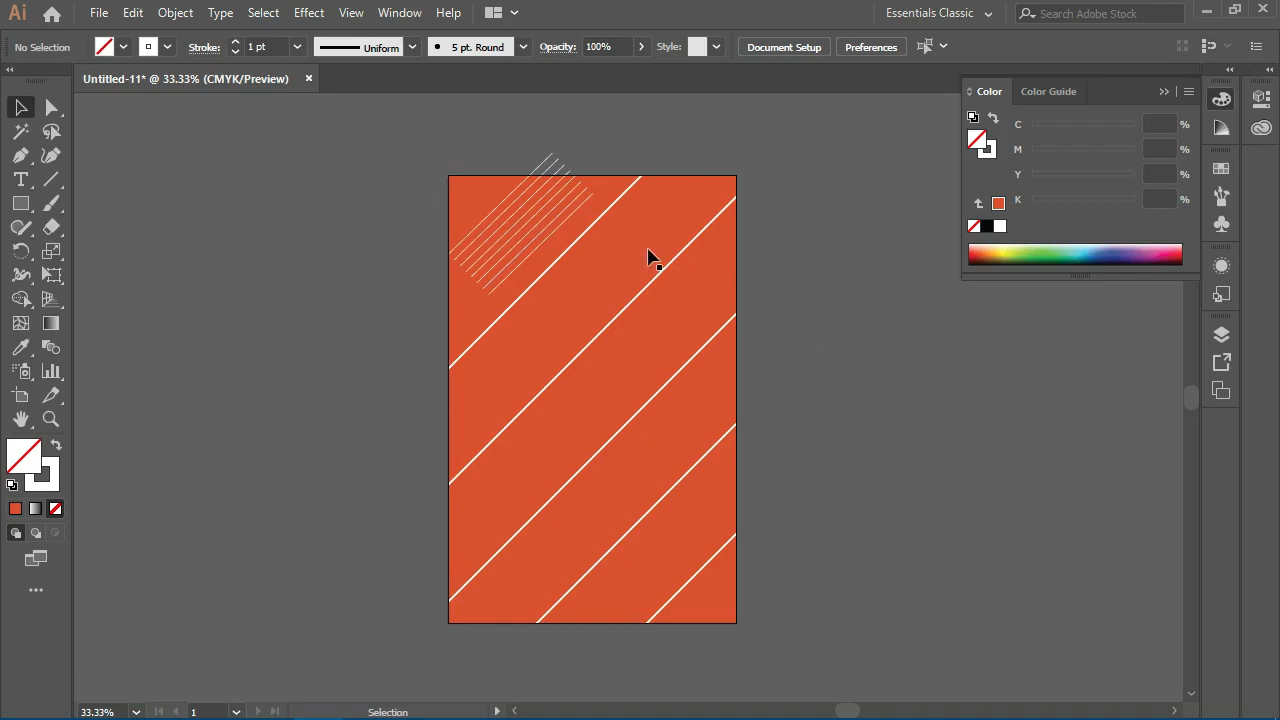 Ai File Edit Object Type Select Effect View Window Help Essentials Classic Search Adobe Stock
No Selection Stroke: 1 pt Uniform 5 pt. Round Opacity: 100% Style: Document Setup Preferences
Untitled-11* @ 33.33% (CMYK/Preview)
Color Color Guide
C %
M %
Y %
K %
33.33% 1 Selection